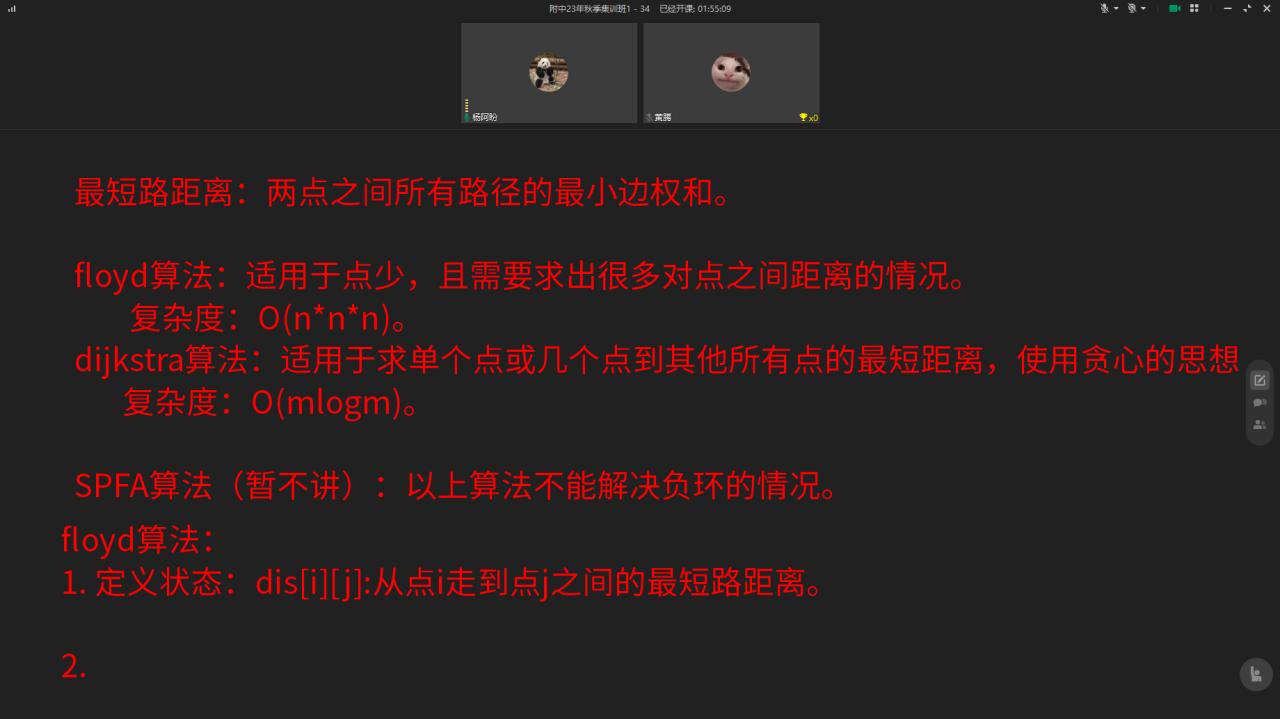 附中23年秋季集训班1 - 34 已经开课: 01:55:09
杨阿盼
黄腾
x0
最短路距离：两点之间所有路径的最小边权和。
floyd算法：适用于点少，且需要求出很多对点之间距离的情况。
复杂度：O(n*n*n)。
dijkstra算法：适用于求单个点或几个点到其他所有点的最短距离，使用贪心的思想
复杂度：O(mlogm)。
SPFA算法（暂不讲）：以上算法不能解决负环的情况。
floyd算法：
1. 定义状态：dis[i][j]:从点i走到点j之间的最短路距离。
2.